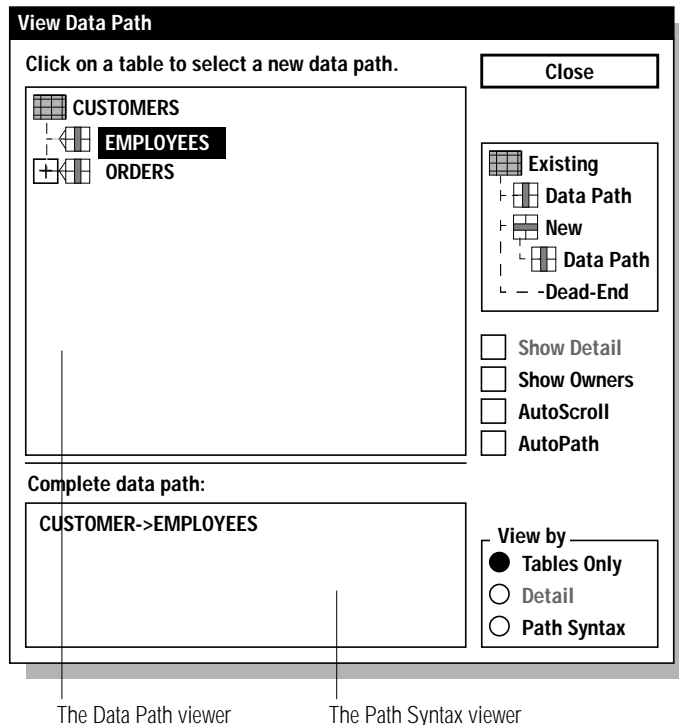 View Data Path
Click on a table to select a new data path.
Close
CUSTOMERS
EMPLOYEES
ORDERS
Existing
Data Path
New
Data Path
Dead-End
Show Detail
Show Owners
AutoScroll
AutoPath
Complete data path:
CUSTOMER->EMPLOYEES
View by
Tables Only
Detail
Path Syntax
The Data Path viewer
The Path Syntax viewer